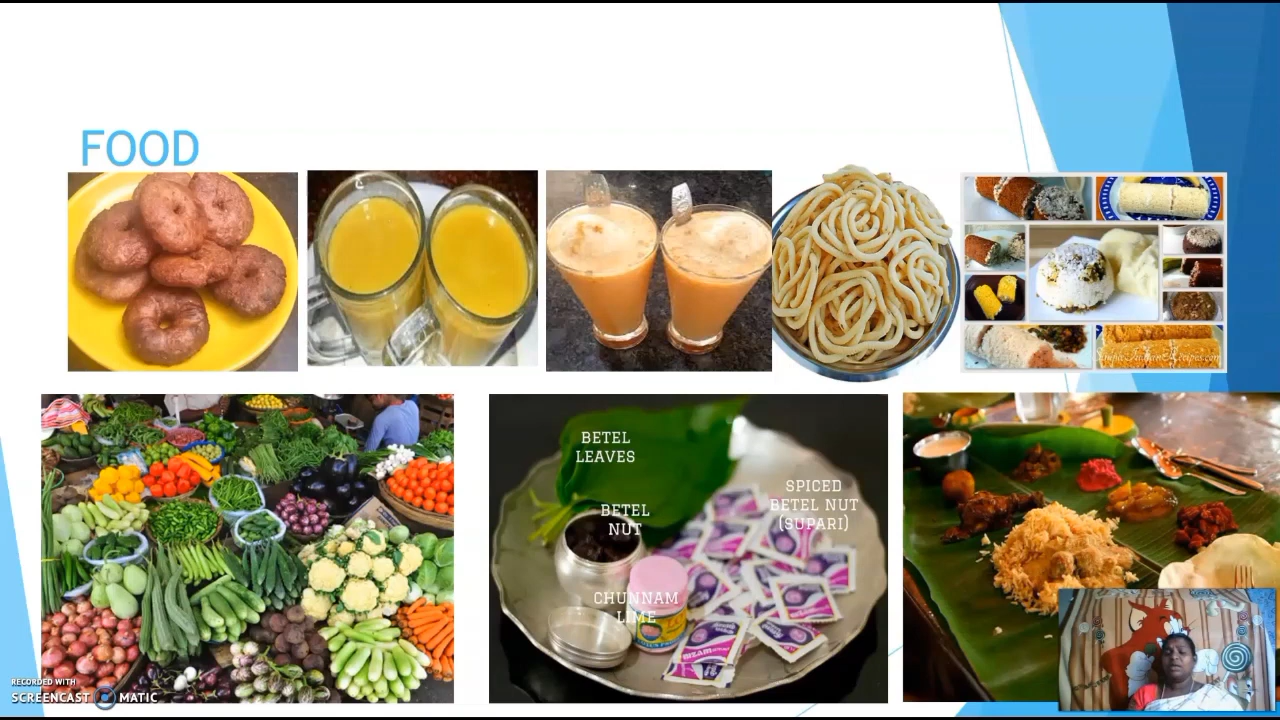 FOOD
BETEL
LEAVES
BETEL
NUT
SPICED
BETEL NUT
(SUPARI)
CHUNNAM
LIME
RECORDED WITH
SCREENCAST MATIC